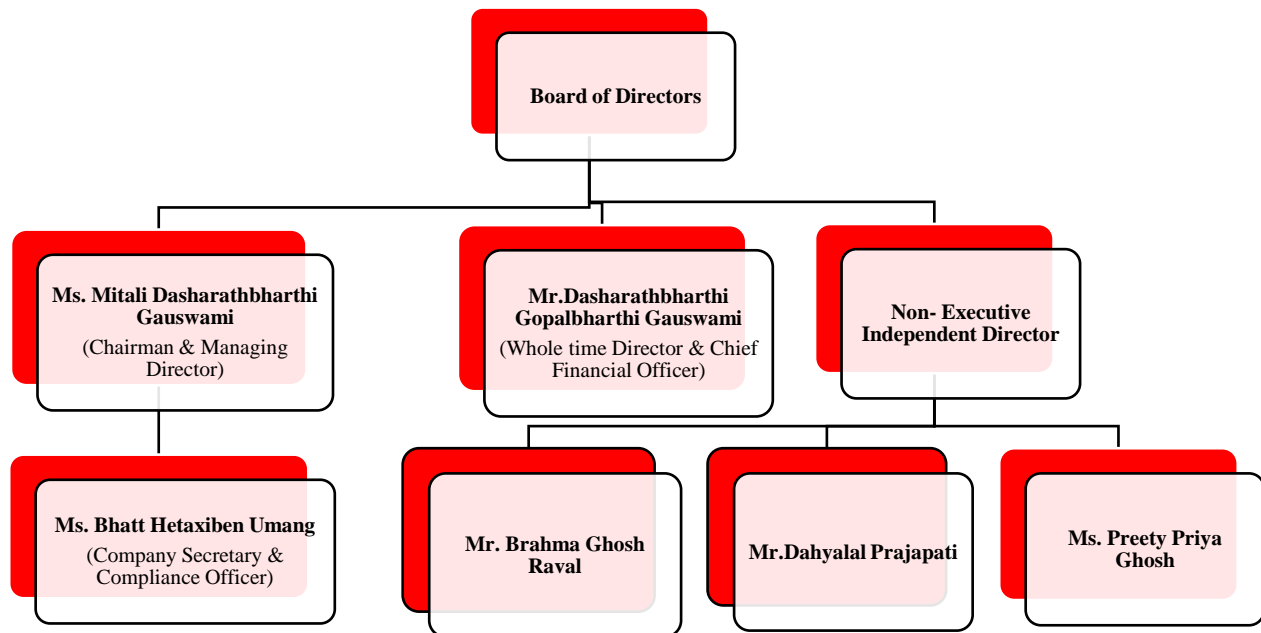 Board of Directors
Ms. Mitali Dasharathbharthi
Gauswami
(Chairman & Managing
Director)
Mr.Dasharathbharthi
Gopalbharthi Gauswami
(Whole time Director & Chief
Financial Officer)
Non- Executive
Independent Director
Ms. Bhatt Hetaxiben Umang
(Company Secretary &
Compliance Officer)
Mr. Brahma Ghosh
Raval
Mr.Dahyalal Prajapati
Ms. Preety Priya
Ghosh